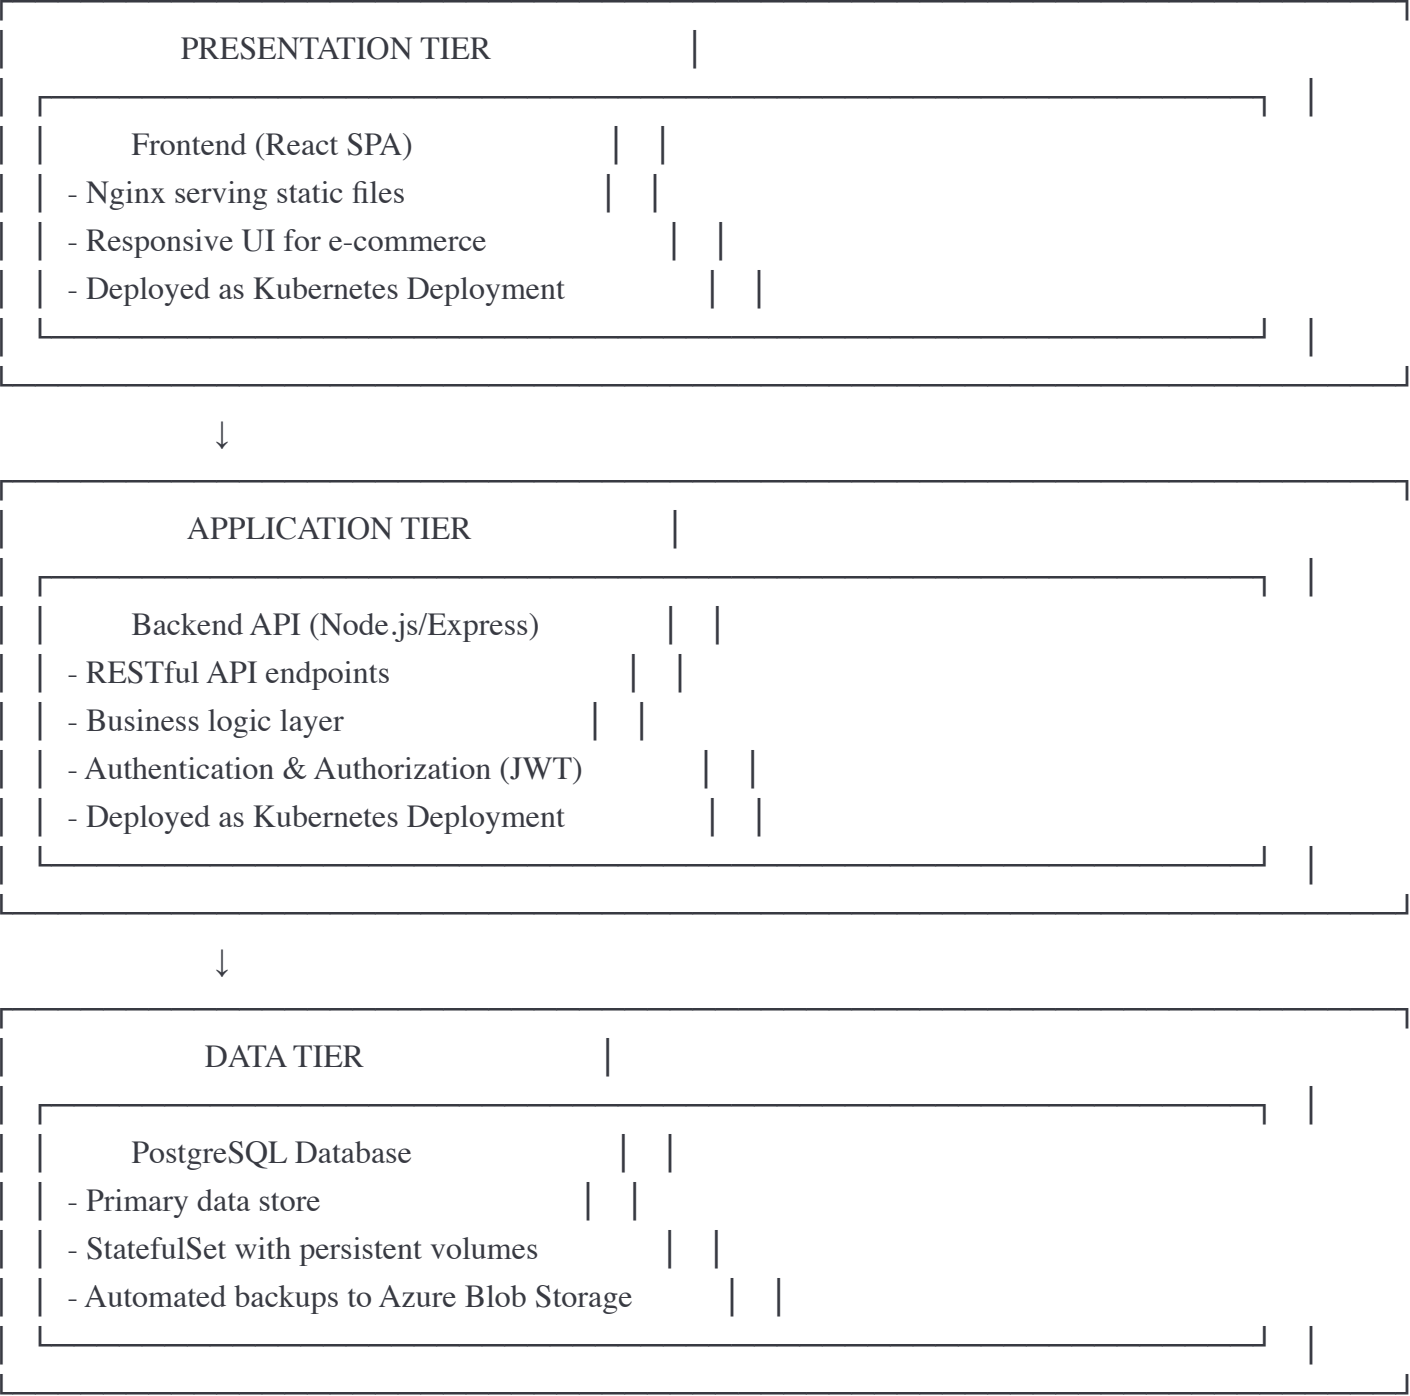 PRESENTATION TIER
Frontend (React SPA)
- Nginx serving static files
- Responsive UI for e-commerce
- Deployed as Kubernetes Deployment
↓
APPLICATION TIER
Backend API (Node.js/Express)
- RESTful API endpoints
- Business logic layer
- Authentication & Authorization (JWT)
- Deployed as Kubernetes Deployment
↓
DATA TIER
PostgreSQL Database
- Primary data store
- StatefulSet with persistent volumes
- Automated backups to Azure Blob Storage